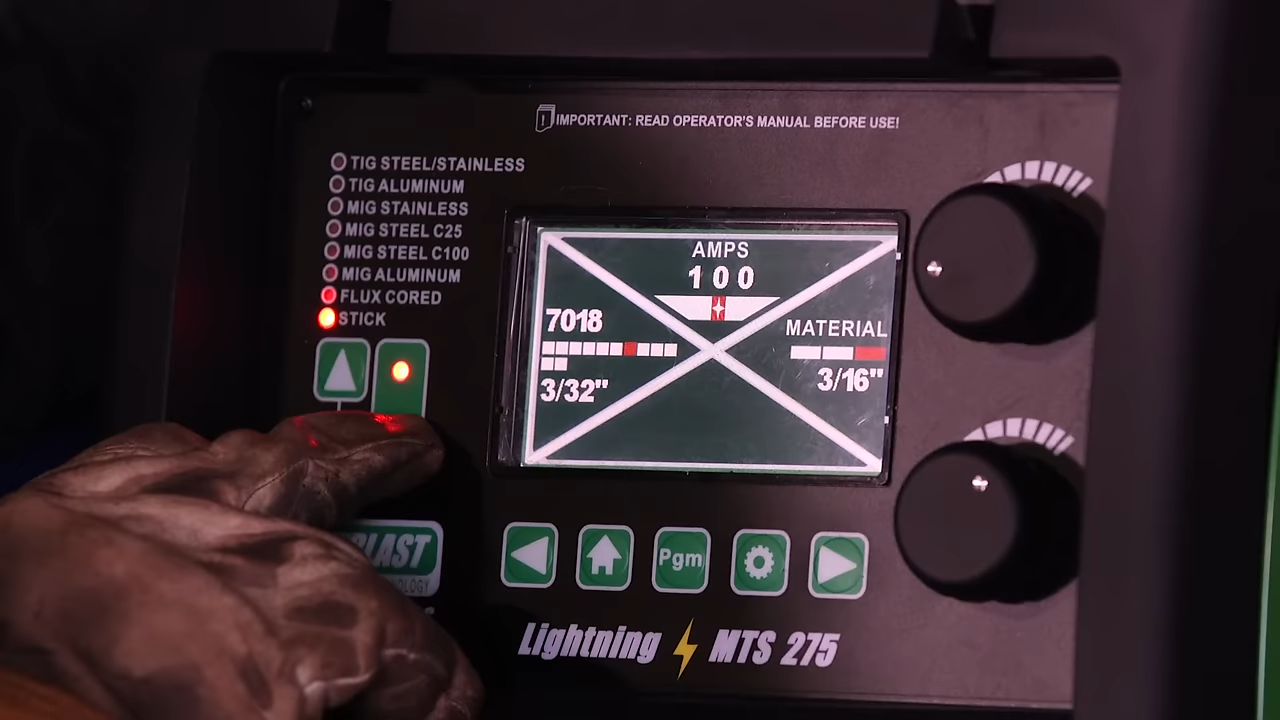 IMPORTANT: READ OPERATOR'S MANUAL BEFORE USE!
TIG STEEL/STAINLESS
TIG ALUMINUM
MIG STAINLESS
MIG STEEL C25
MIG STEEL C100
MIG ALUMINUM
FLUX CORED
STICK
AMPS
100
7018
3/32"
MATERIAL
3/16"
Pgm
Lightning MTS 275